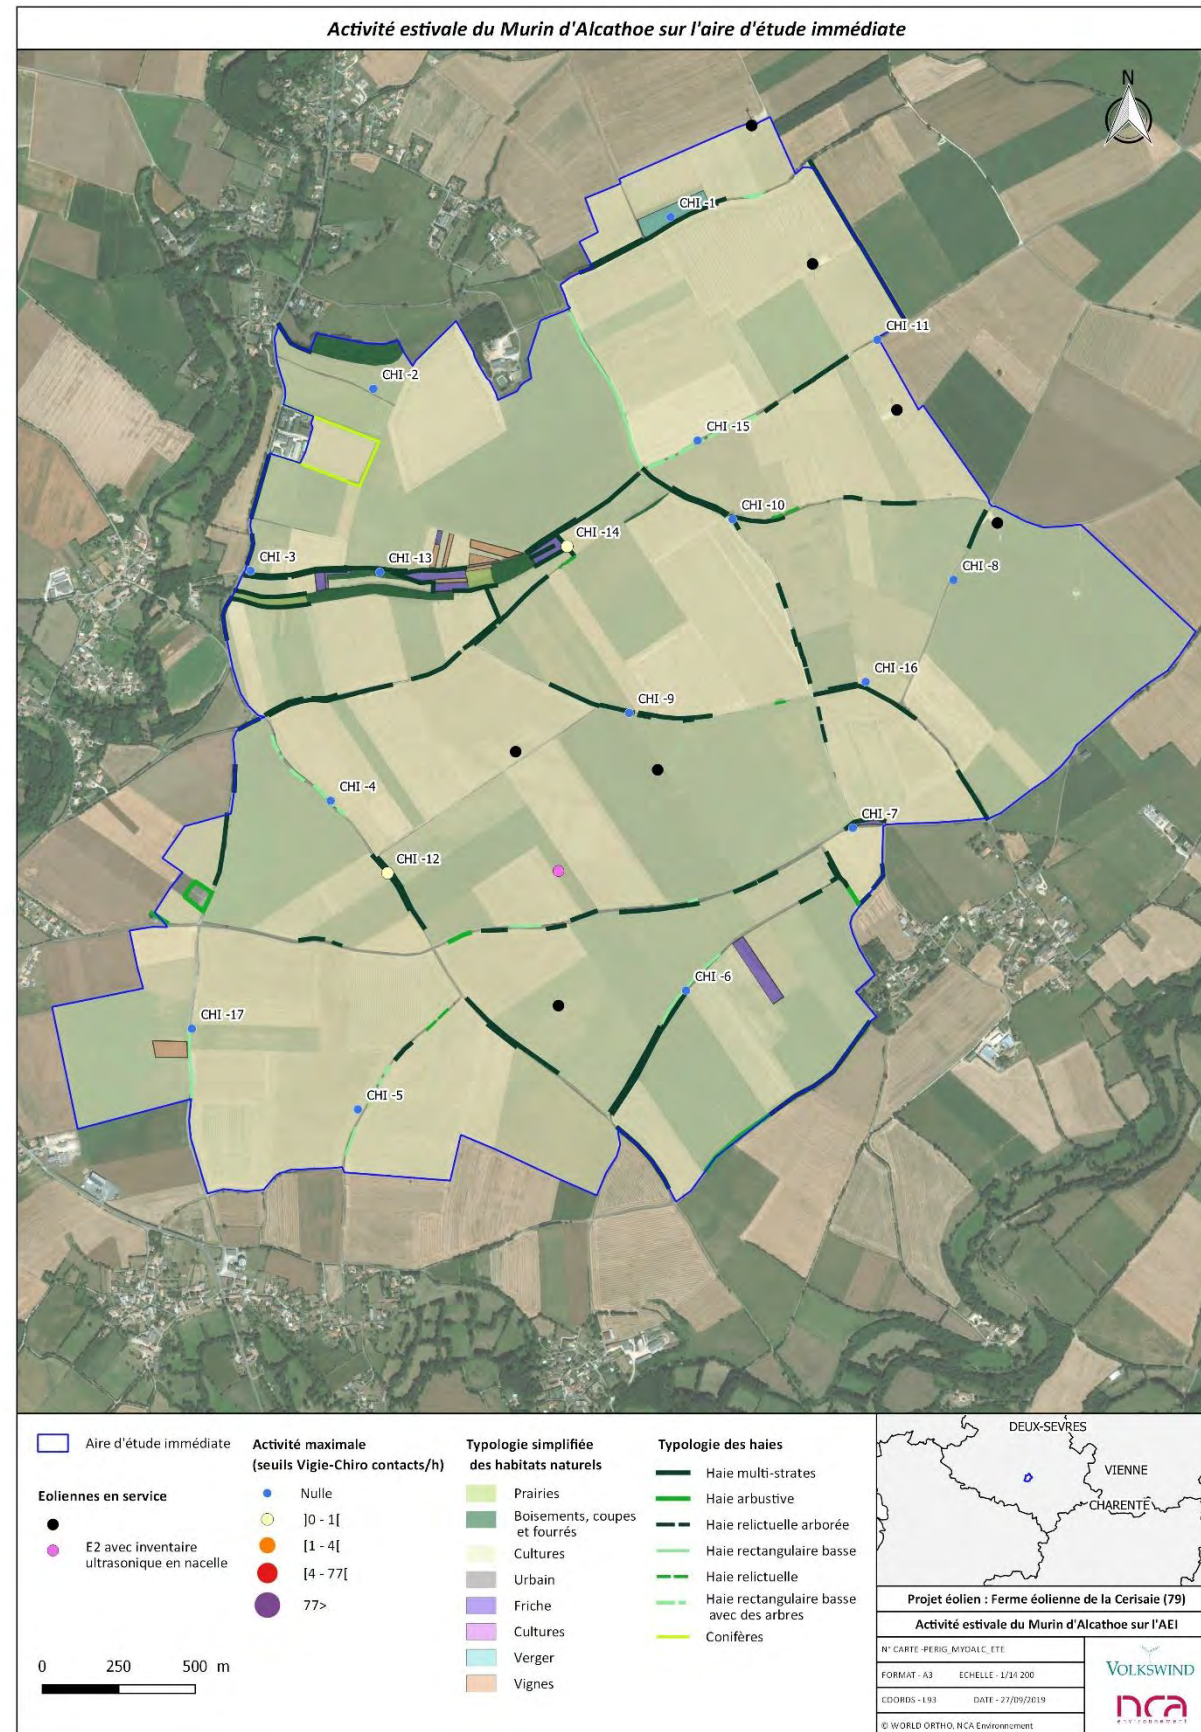 Activité estivale du Murin d'Alcathoe sur l'aire d'étude immédiate
N
CHI -1
CHI -11
CHI -2
CHI -15
CHI -10
CHI -14
CHI -3
CHI -13
CHI -8
CHI -16
CHI -9
CHI -4
CHI -7
CHI -12
CHI -6
CHI -17
CHI -5
Aire d'étude immédiate
Eoliennes en service
E2 avec inventaire
ultrasonique en nacelle
0 250 500 m
Activité maximale
(seuils Vigie-Chiro contacts/h)
Nulle
]0 - 1[
[1 - 4[
[4 - 77[
77>
Typologie simplifiée
des habitats naturels
Prairies
Boisements, coupes
et fourrés
Cultures
Urbain
Friche
Cultures
Verger
Vignes
Typologie des haies
Haie multi-strates
Haie arbustive
Haie relictuelle arborée
Haie rectangulaire basse
Haie relictuelle
Haie rectangulaire basse
avec des arbres
Conifères
DEUX-SEVRES
VIENNE
CHARENTE
Projet éolien : Ferme éolienne de la Cerisaie (79)
Activité estivale du Murin d'Alcathoe sur l'AEI
N° CARTE -PERIG_MYOALC_ETE
FORMAT - A3 ECHELLE - 1/14 200
COORDS - L93 DATE - 27/09/2019
© WORLD ORTHO, NCA Environnement
VOLKSWIND
nca
environnement